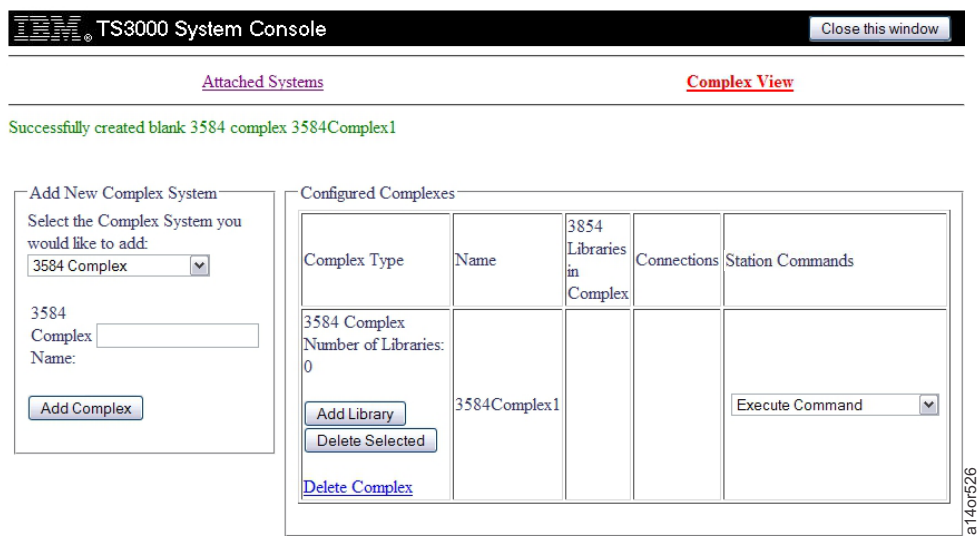 IBM® TS3000 System Console
Close this window
Attached Systems
Complex View
Successfully created blank 3584 complex 3584Complex1
Add New Complex System
Select the Complex System you
would like to add:
3584 Complex
3584
Complex
Name:
Add Complex
Configured Complexes
Complex Type
Name
3854
Libraries
in
Complex
Connections
Station Commands
3584 Complex
Number of Libraries:
0
Add Library
Delete Selected
Delete Complex
3584Complex1
Execute Command
a14or526